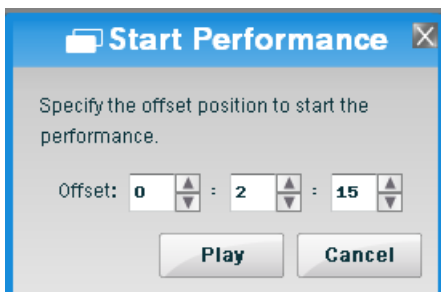 Start Performance
Specify the offset position to start the
performance.
Offset: 0 : 2 : 15
Play Cancel